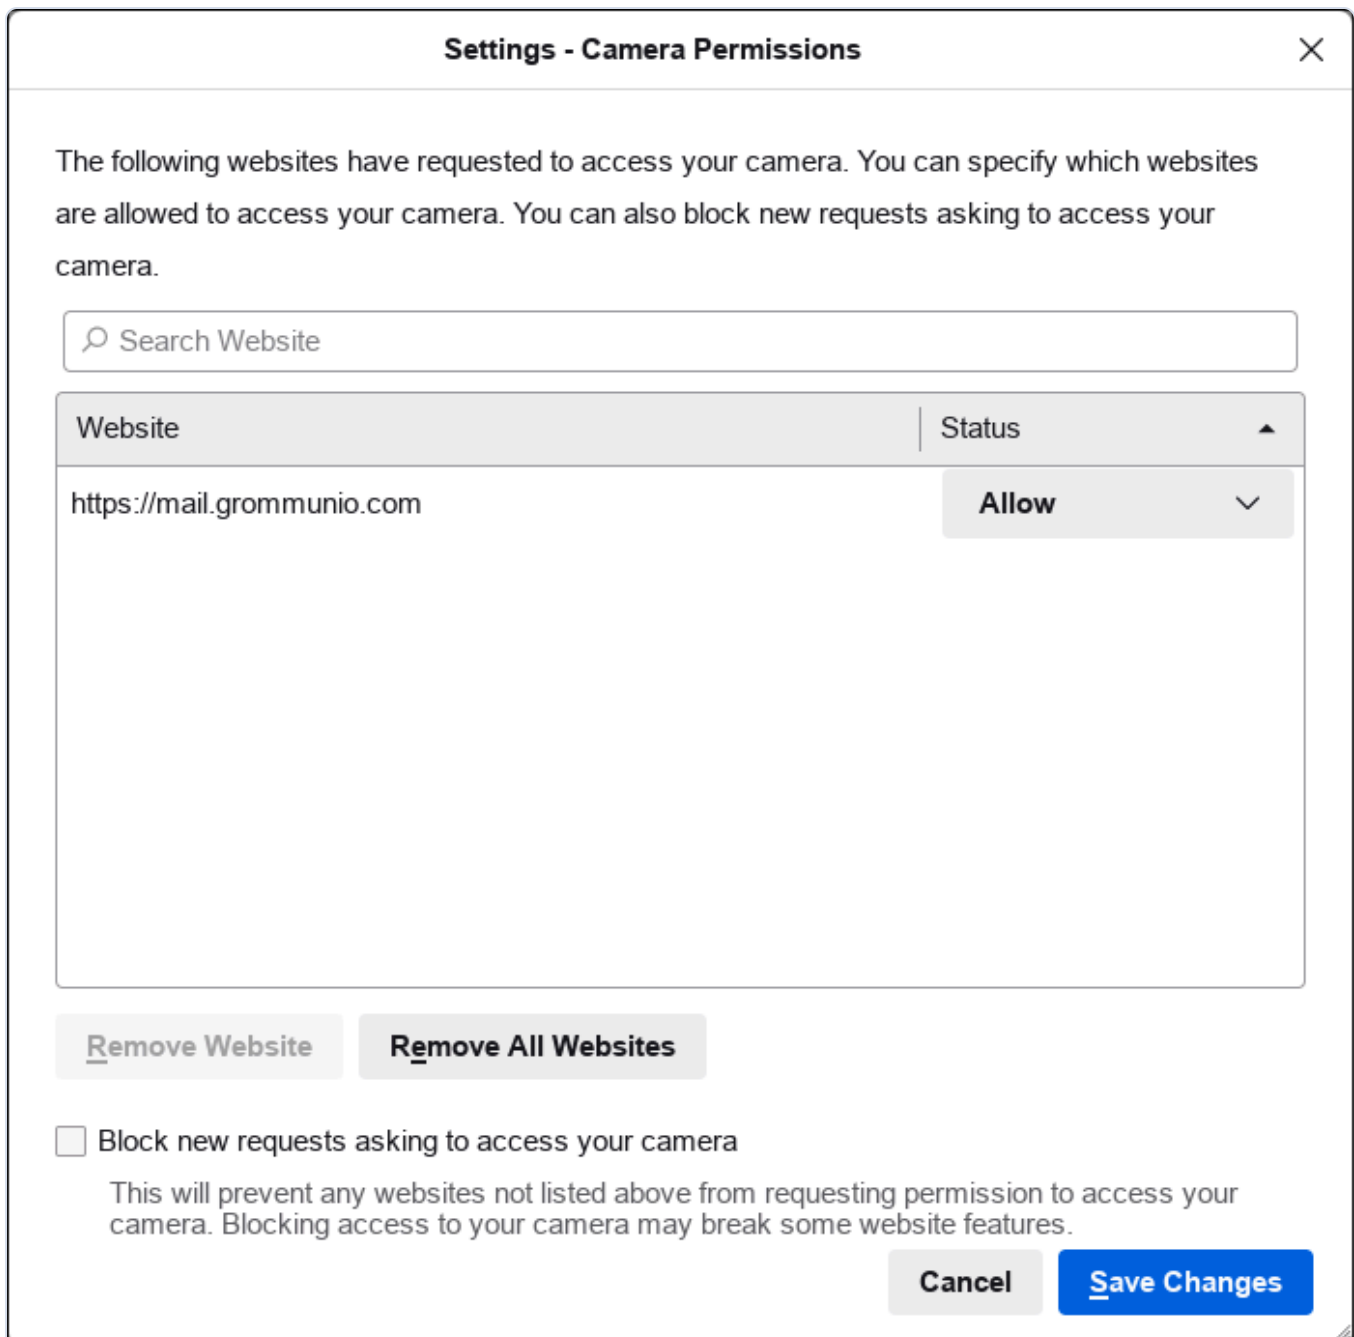 Settings - Camera Permissions
The following websites have requested to access your camera. You can specify which websites
are allowed to access your camera. You can also block new requests asking to access your
camera.
Search Website
Website Status
https://mail.grommunio.com Allow
Remove Website Remove All Websites
Block new requests asking to access your camera
This will prevent any websites not listed above from requesting permission to access your
camera. Blocking access to your camera may break some website features.
Cancel Save Changes